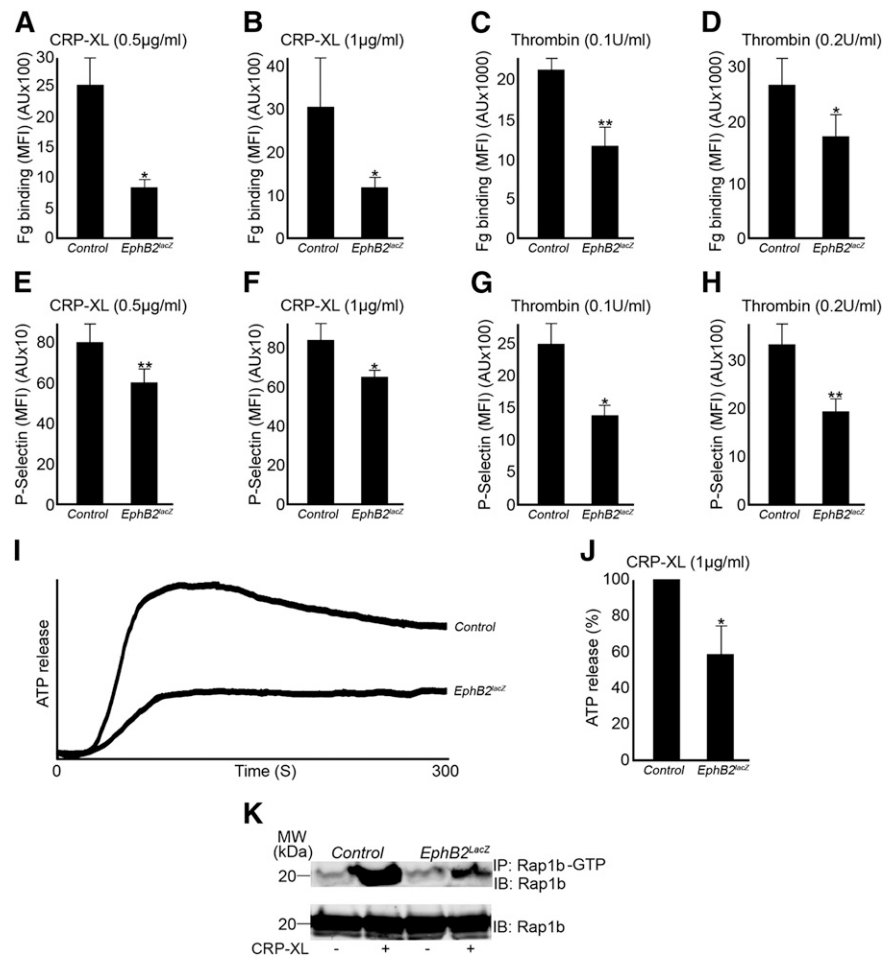 A
CRP-XL (0.5µg/ml)
Fg binding (MFI) (AUx100)
30
25
20
15
10
5
0
Control
EphB2lacZ
*
B
CRP-XL (1µg/ml)
Fg binding (MFI) (AUx100)
40
30
20
10
0
Control
EphB2lacZ
*
C
Thrombin (0.1U/ml)
Fg binding (MFI) (AUx1000)
20
15
10
5
0
Control
EphB2lacZ
**
D
Thrombin (0.2U/ml)
Fg binding (MFI) (AUx1000)
30
20
10
0
Control
EphB2lacZ
*
E
CRP-XL (0.5µg/ml)
P-Selectin (MFI) (AUx10)
80
60
40
20
0
Control
EphB2lacZ
**
F
CRP-XL (1µg/ml)
P-Selectin (MFI) (AUx10)
80
60
40
20
0
Control
EphB2lacZ
*
G
Thrombin (0.1U/ml)
P-Selectin (MFI) (AUx100)
25
20
15
10
5
0
Control
EphB2lacZ
*
H
Thrombin (0.2U/ml)
P-Selectin (MFI) (AUx100)
30
20
10
0
Control
EphB2lacZ
**
I
ATP release
Control
EphB2lacZ
0
Time (S)
300
J
CRP-XL (1µg/ml)
ATP release (%)
100
80
60
40
20
0
Control
EphB2lacZ
*
K
MW
(kDa)
Control
EphB2LacZ
20
IP: Rap1b-GTP
IB: Rap1b
20
IB: Rap1b
CRP-XL - + - +